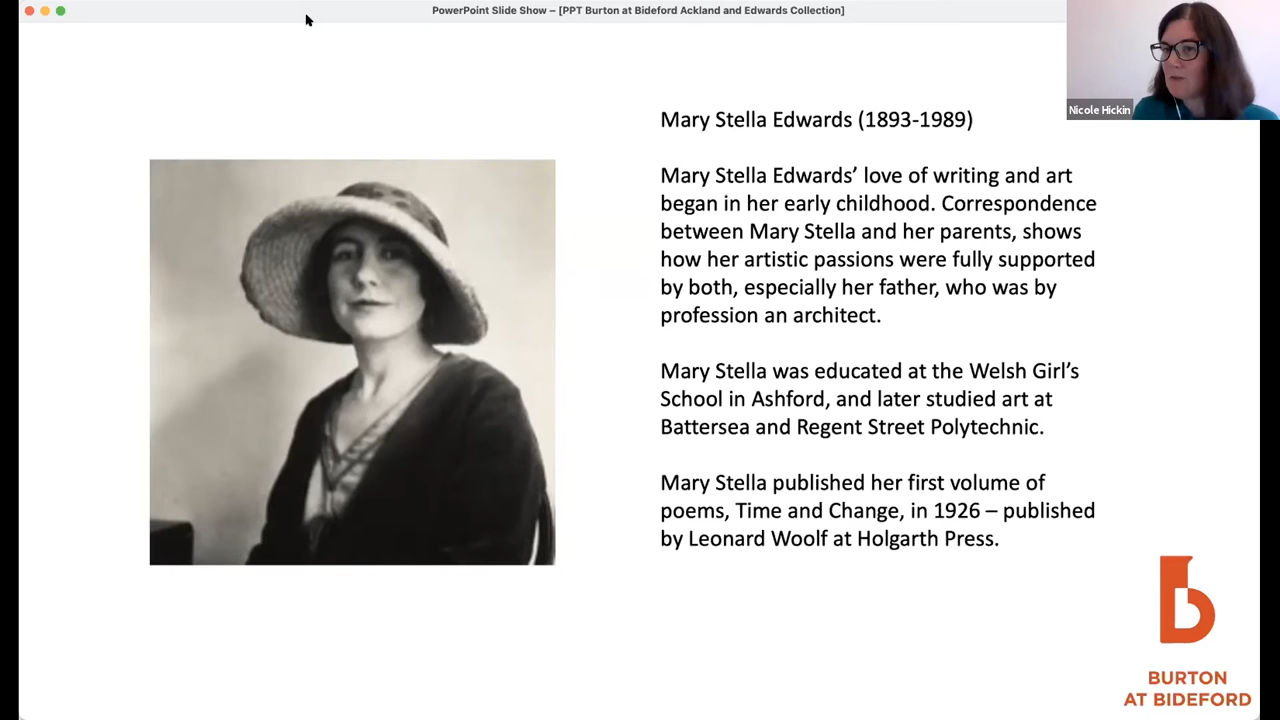 PowerPoint Slide Show – [PPT Burton at Bideford Ackland and Edwards Collection]
Nicole Hickin
Mary Stella Edwards (1893-1989)
Mary Stella Edwards’ love of writing and art
began in her early childhood. Correspondence
between Mary Stella and her parents, shows
how her artistic passions were fully supported
by both, especially her father, who was by
profession an architect.
Mary Stella was educated at the Welsh Girl’s
School in Ashford, and later studied art at
Battersea and Regent Street Polytechnic.
Mary Stella published her first volume of
poems, Time and Change, in 1926 – published
by Leonard Woolf at Holgarth Press.
b
BURTON
AT BIDEFORD